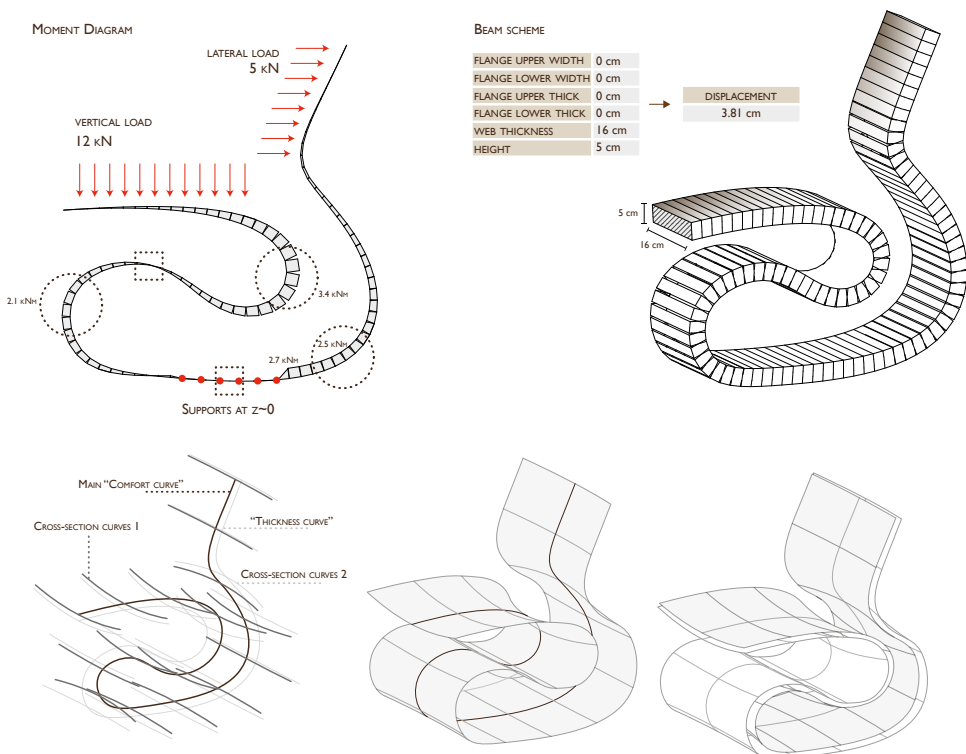 Moment Diagram
LATERAL LOAD
5 kN
VERTICAL LOAD
12 kN
2.1 kNm
3.4 kNm
2.5 kNm
2.7 kNm
Supports at z~0
Beam scheme
FLANGE UPPER WIDTH 0 cm
FLANGE LOWER WIDTH 0 cm
FLANGE UPPER THICK 0 cm
FLANGE LOWER THICK 0 cm
WEB THICKNESS 16 cm
HEIGHT 5 cm
DISPLACEMENT
3.81 cm
5 cm
16 cm
Main “Comfort curve”
“Thickness curve”
Cross-section curves 1
Cross-section curves 2